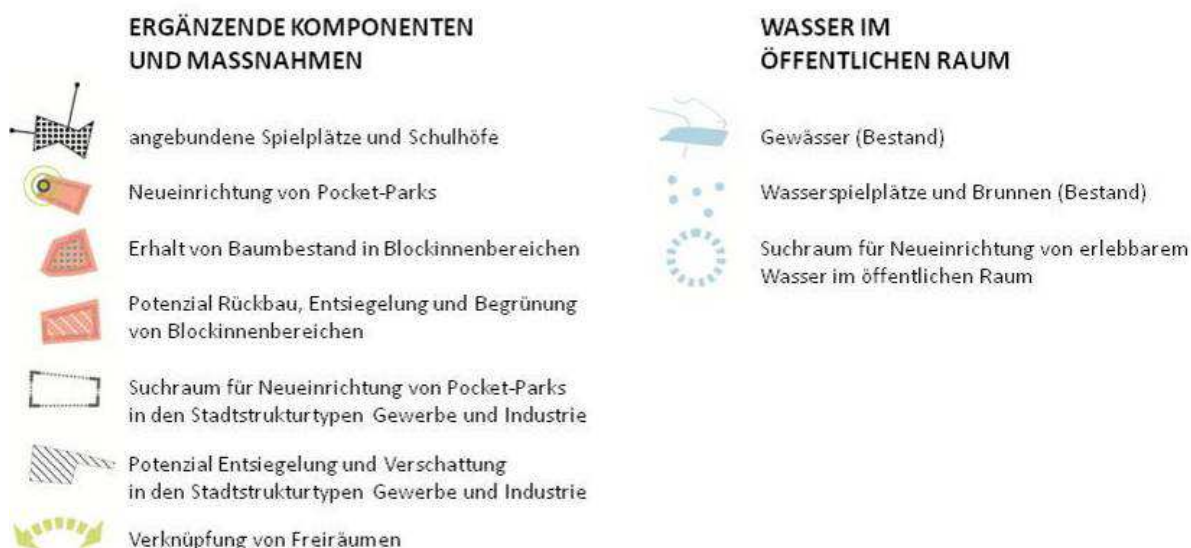 ERGÄNZENDE KOMPONENTEN
UND MASSNAHMEN
angebundene Spielplätze und Schulhöfe
Neueinrichtung von Pocket-Parks
Erhalt von Baumbestand in Blockinnenbereichen
Potenzial Rückbau, Entsiegelung und Begrünung
von Blockinnenbereichen
Suchraum für Neueinrichtung von Pocket-Parks
in den Stadtstrukturtypen Gewerbe und Industrie
Potenzial Entsiegelung und Verschattung
in den Stadtstrukturtypen Gewerbe und Industrie
Verknüpfung von Freiräumen
WASSER IM
ÖFFENTLICHEN RAUM
Gewässer (Bestand)
Wasserspielplätze und Brunnen (Bestand)
Suchraum für Neueinrichtung von erlebbarem
Wasser im öffentlichen Raum